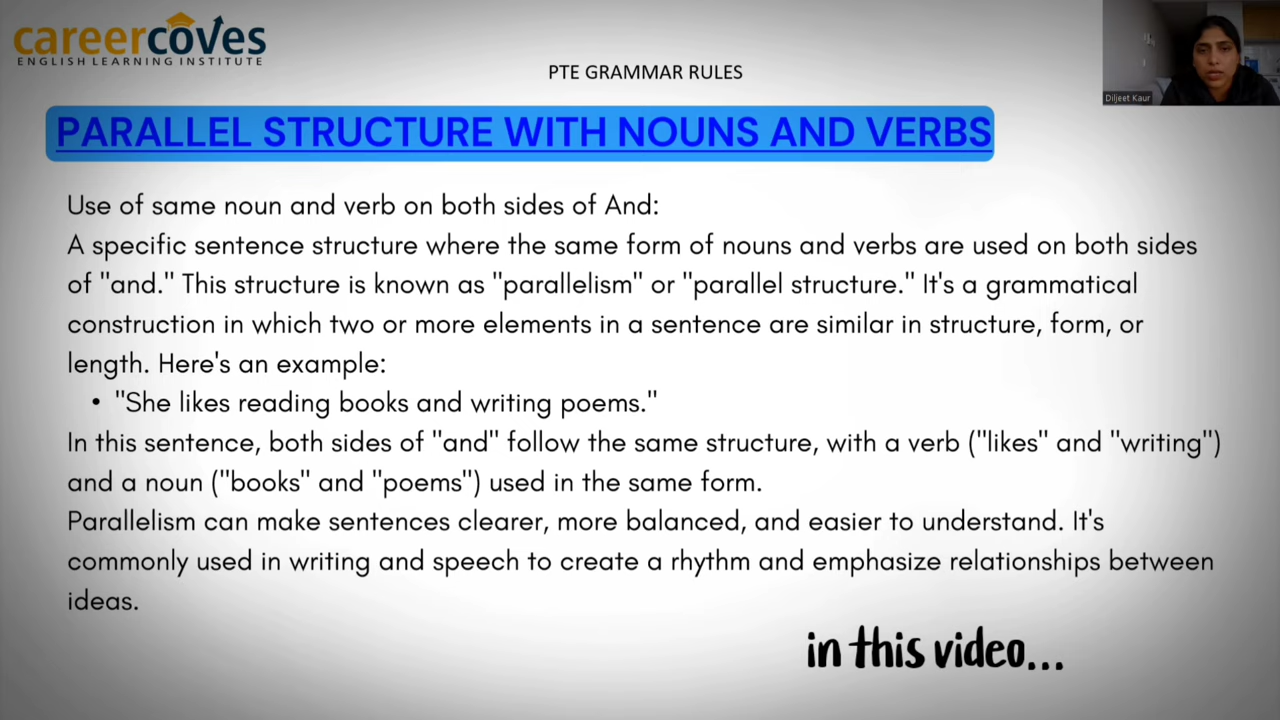 careercoves
ENGLISH LEARNING INSTITUTE
PTE GRAMMAR RULES
Diljeet Kaur
PARALLEL STRUCTURE WITH NOUNS AND VERBS
Use of same noun and verb on both sides of And:
A specific sentence structure where the same form of nouns and verbs are used on both sides
of "and." This structure is known as "parallelism" or "parallel structure." It's a grammatical
construction in which two or more elements in a sentence are similar in structure, form, or
length. Here's an example:
• "She likes reading books and writing poems."
In this sentence, both sides of "and" follow the same structure, with a verb ("likes" and "writing")
and a noun ("books" and "poems") used in the same form.
Parallelism can make sentences clearer, more balanced, and easier to understand. It's
commonly used in writing and speech to create a rhythm and emphasize relationships between
ideas.
in this video...